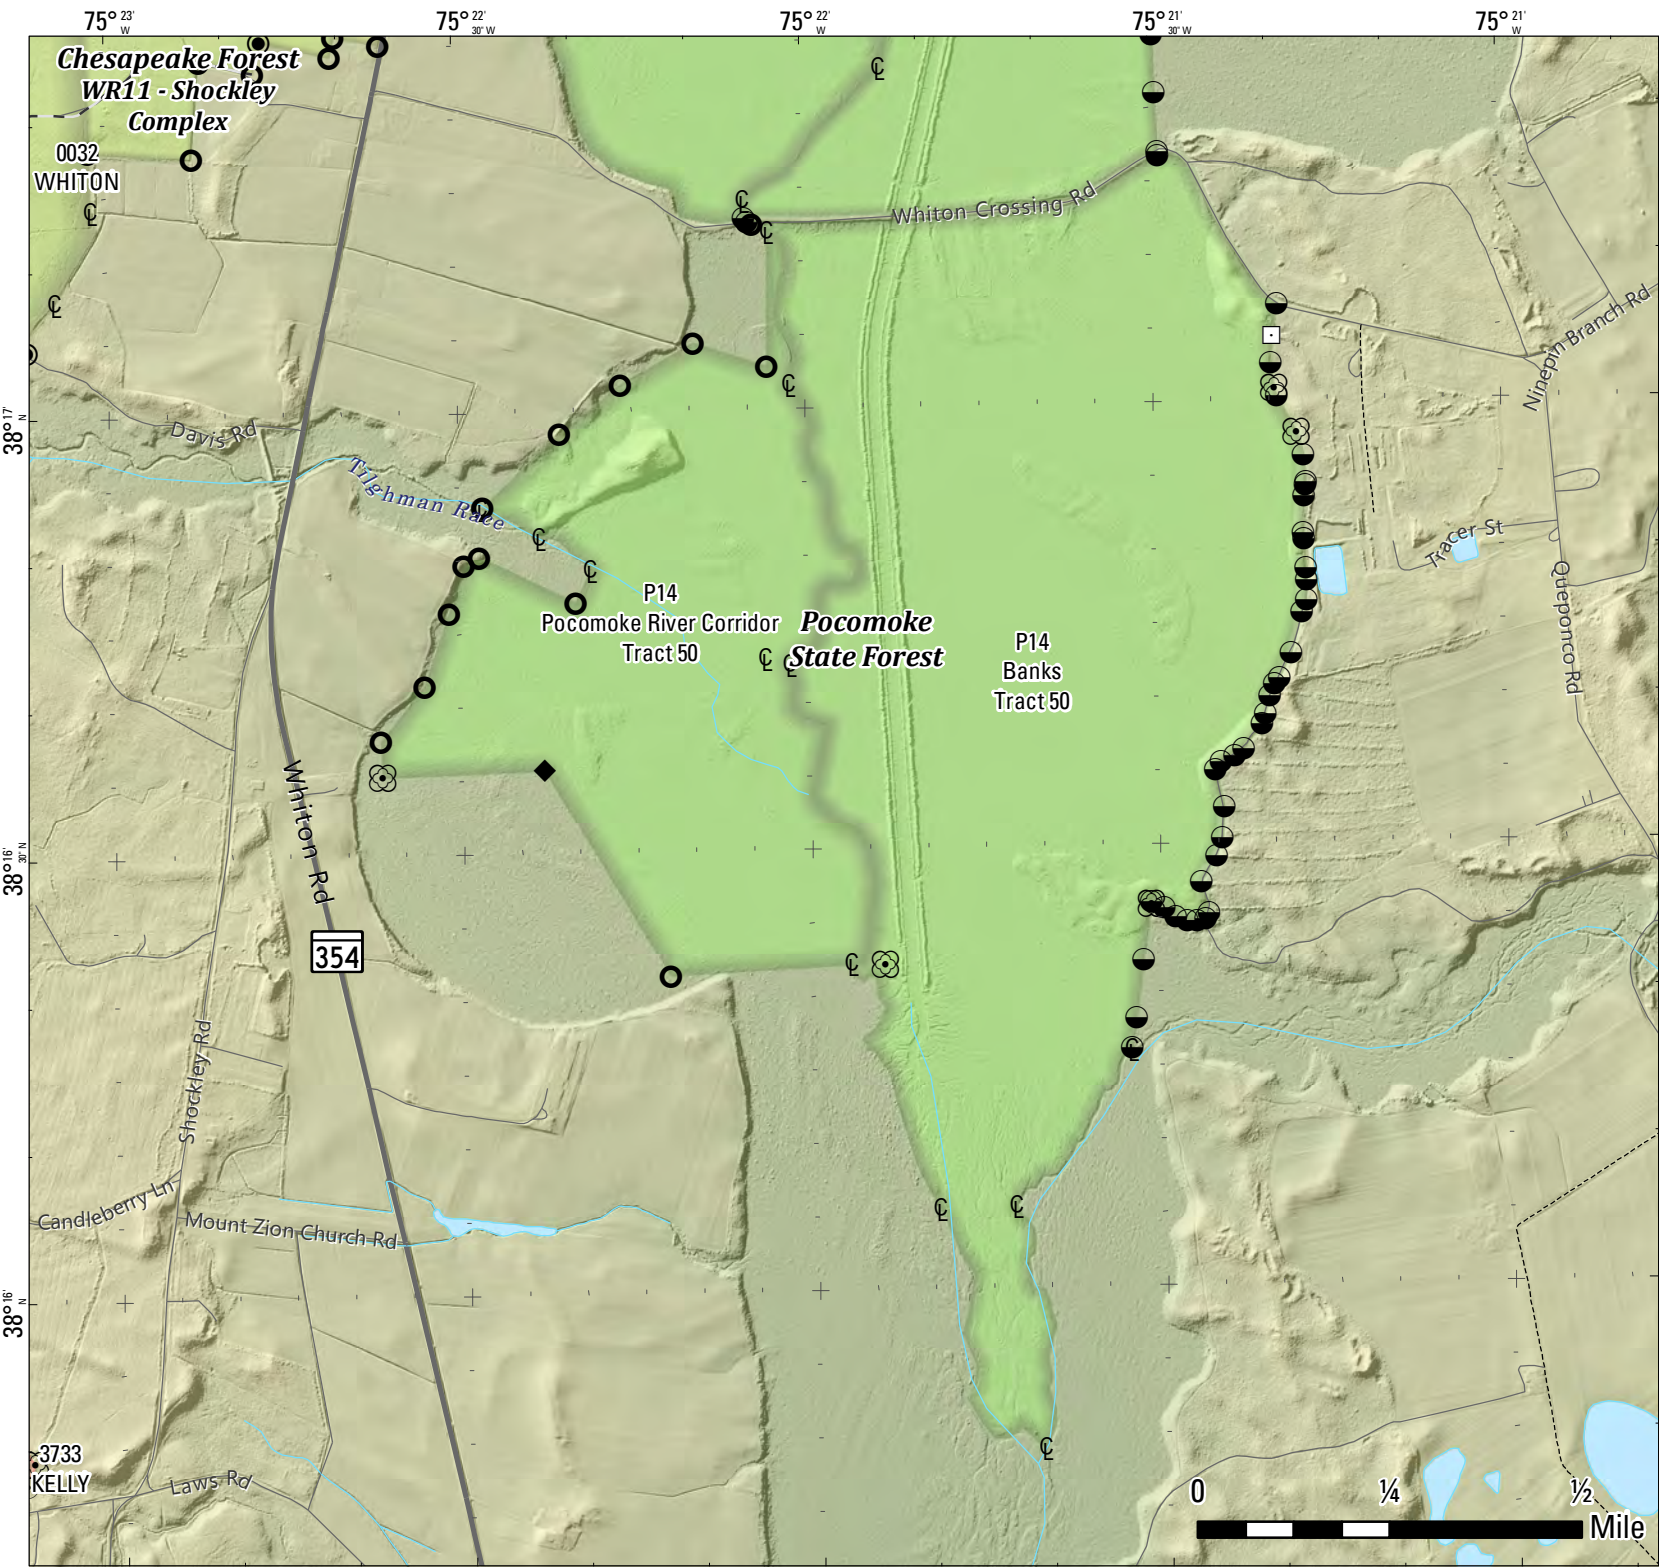 75°23' W
75°22' 30" W
75°22' W
75°21' 30" W
75°21' W
Chesapeake Forest
WR11 - Shockley
Complex
0032
WHITON
Whiton Crossing Rd
Ninepin Branch Rd
38°17' N
Davis Rd
Tilghman Race
Tracer St
Queponco Rd
P14
Pocomoke River Corridor
Tract 50
Pocomoke
State Forest
P14
Banks
Tract 50
Whiton Rd
38°16' 30" N
354
Shockley Rd
Candleberry Ln
Mount Zion Church Rd
38°16' N
3733
KELLY
Laws Rd
0 ¼ ½
Mile